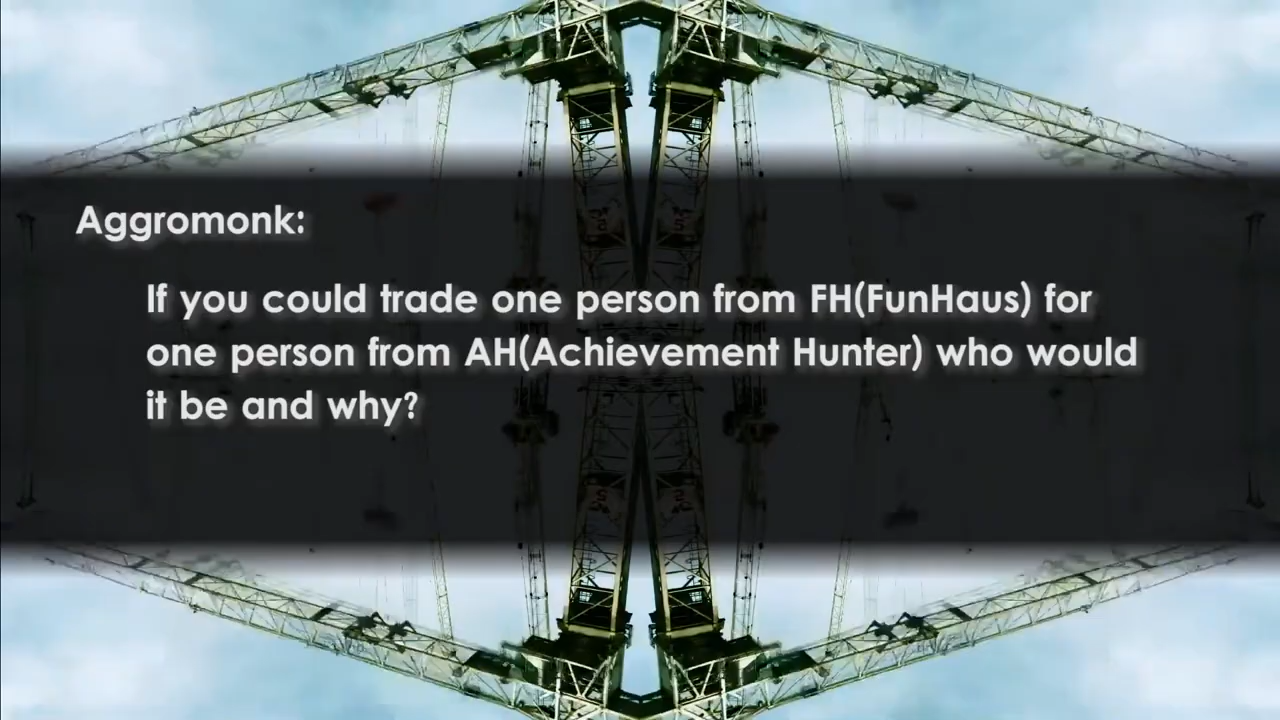 Aggromonk:
If you could trade one person from FH(FunHaus) for
one person from AH(Achievement Hunter) who would
it be and why?